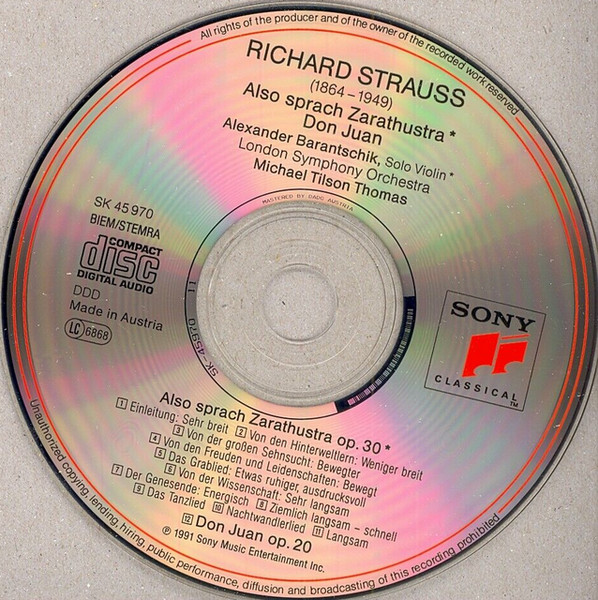 All rights of the producer and of the owner of the recorded work reserved
RICHARD STRAUSS
(1864–1949)
Also sprach Zarathustra*
Don Juan
Alexander Barantschik, Solo Violin*
London Symphony Orchestra
Michael Tilson Thomas
MASTERED BY DADC AUSTRIA
SK 45 970
BIEM/STEMRA
COMPACT
disc
DIGITAL AUDIO
DDD
Made in Austria
LC 6868
SK-45970 11
SONY
CLASSICAL
TM
Also sprach Zarathustra op. 30*
1 Einleitung: Sehr breit 2 Von den Hinterweltlern: Weniger breit
3 Von der großen Sehnsucht: Bewegter
4 Von den Freuden und Leidenschaften: Bewegt
5 Das Grablied: Etwas ruhiger, ausdrucksvoll
6 Von der Wissenschaft: Sehr langsam
7 Der Genesende: Energisch 8 Ziemlich langsam – schnell
9 Das Tanzlied 10 Nachtwandlerlied 11 Langsam
12 Don Juan op. 20
℗ 1991 Sony Music Entertainment Inc.
Unauthorized copying, lending, hiring, public performance, diffusion and broadcasting of this recording prohibited